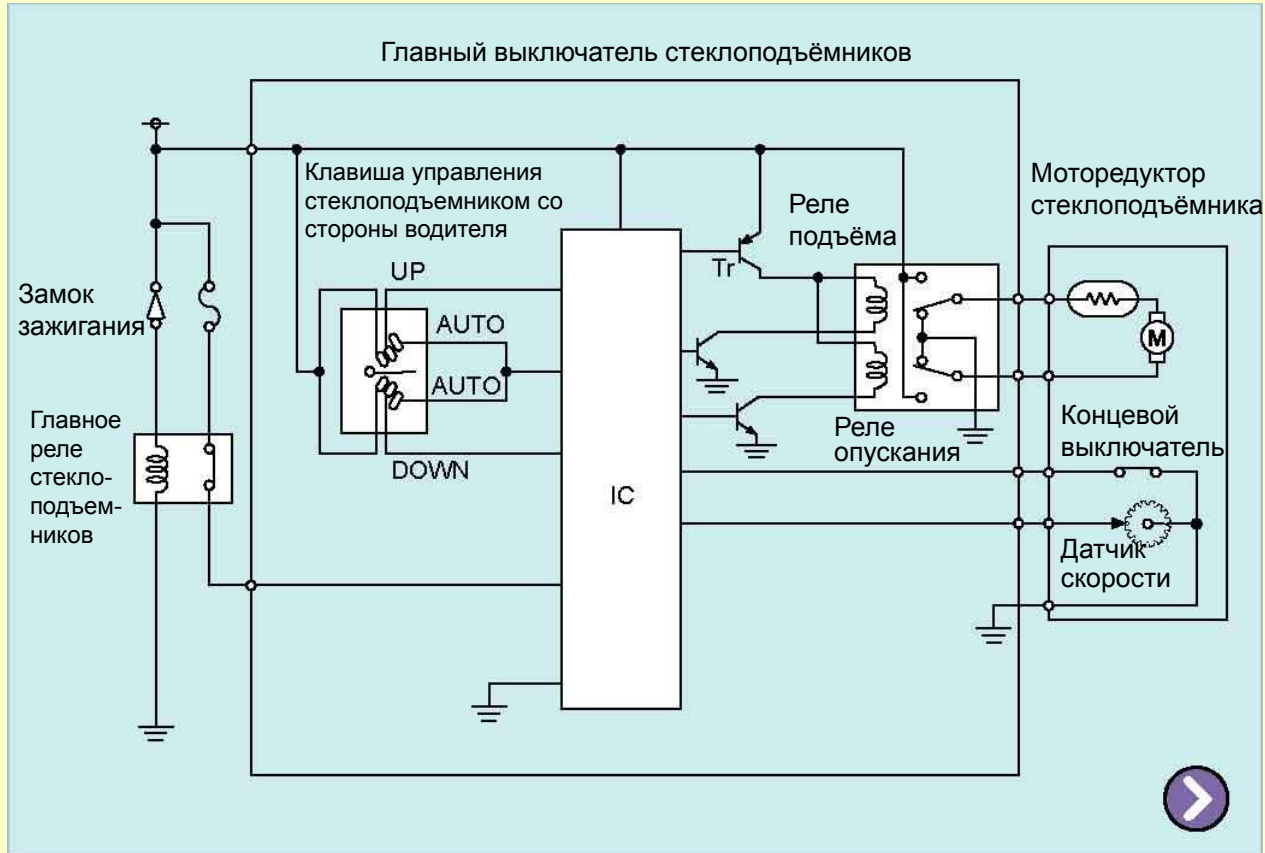 Главный выключатель стеклоподъёмников
Клавиша управления
стеклоподъемником со
стороны водителя
Моторедуктор
стеклоподъёмника
Реле
подъёма
Tr
UP
Замок
зажигания
AUTO
M
AUTO
Главное
реле
стекло-
подъем-
ников
Реле
опускания
Концевой
выключатель
DOWN
IC
Датчик
скорости